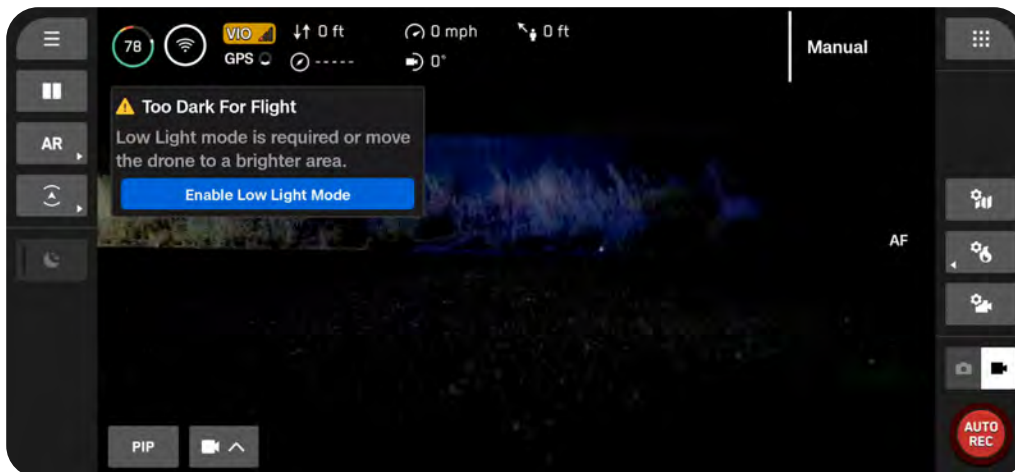 78
VIO
↓↑ 0 ft
0 mph
0 ft
GPS
-----
0°
Manual
Too Dark For Flight
Low Light mode is required or move
the drone to a brighter area.
Enable Low Light Mode
AR
AF
PIP
AUTO
REC